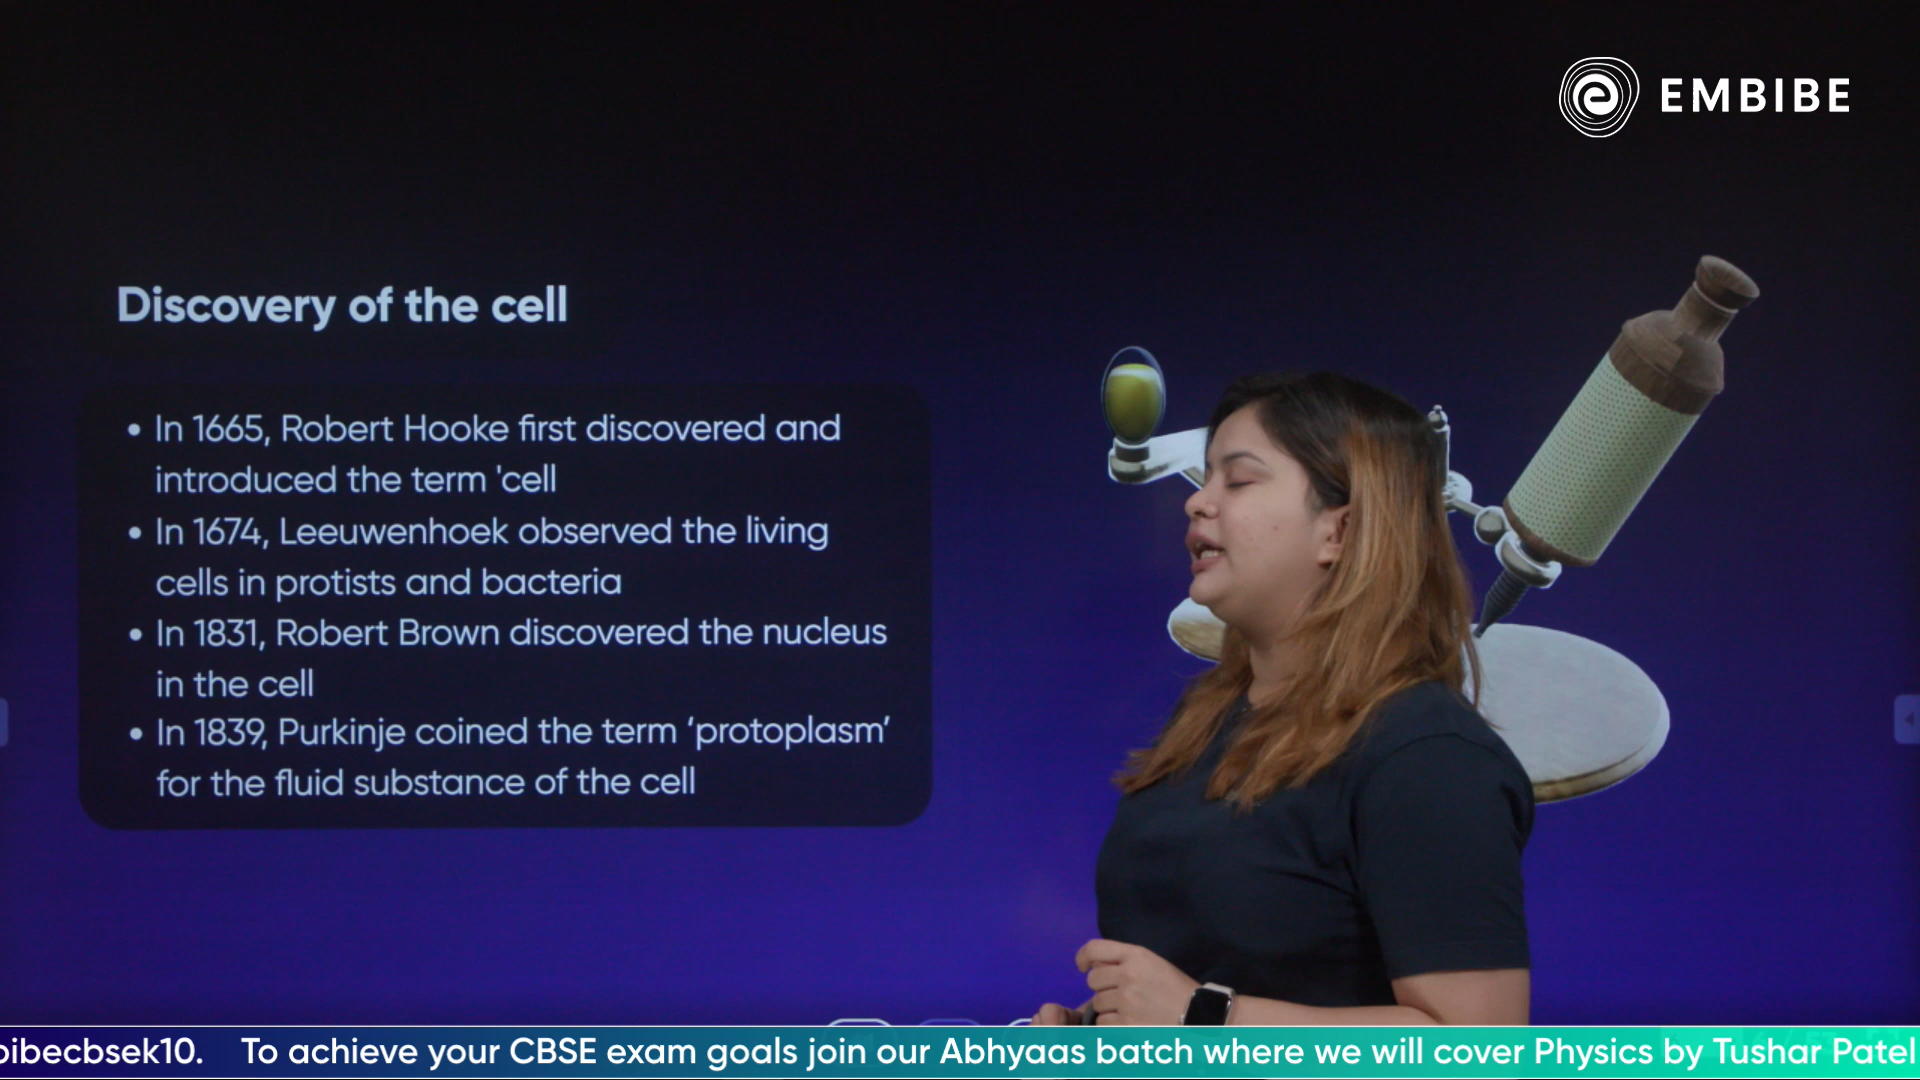 EMBIBE
Discovery of the cell
• In 1665, Robert Hooke first discovered and
introduced the term 'cell
• In 1674, Leeuwenhoek observed the living
cells in protists and bacteria
• In 1831, Robert Brown discovered the nucleus
in the cell
• In 1839, Purkinje coined the term ‘protoplasm’
for the fluid substance of the cell
bibecbsek10. To achieve your CBSE exam goals join our Abhyaas batch where we will cover Physics by Tushar Patel